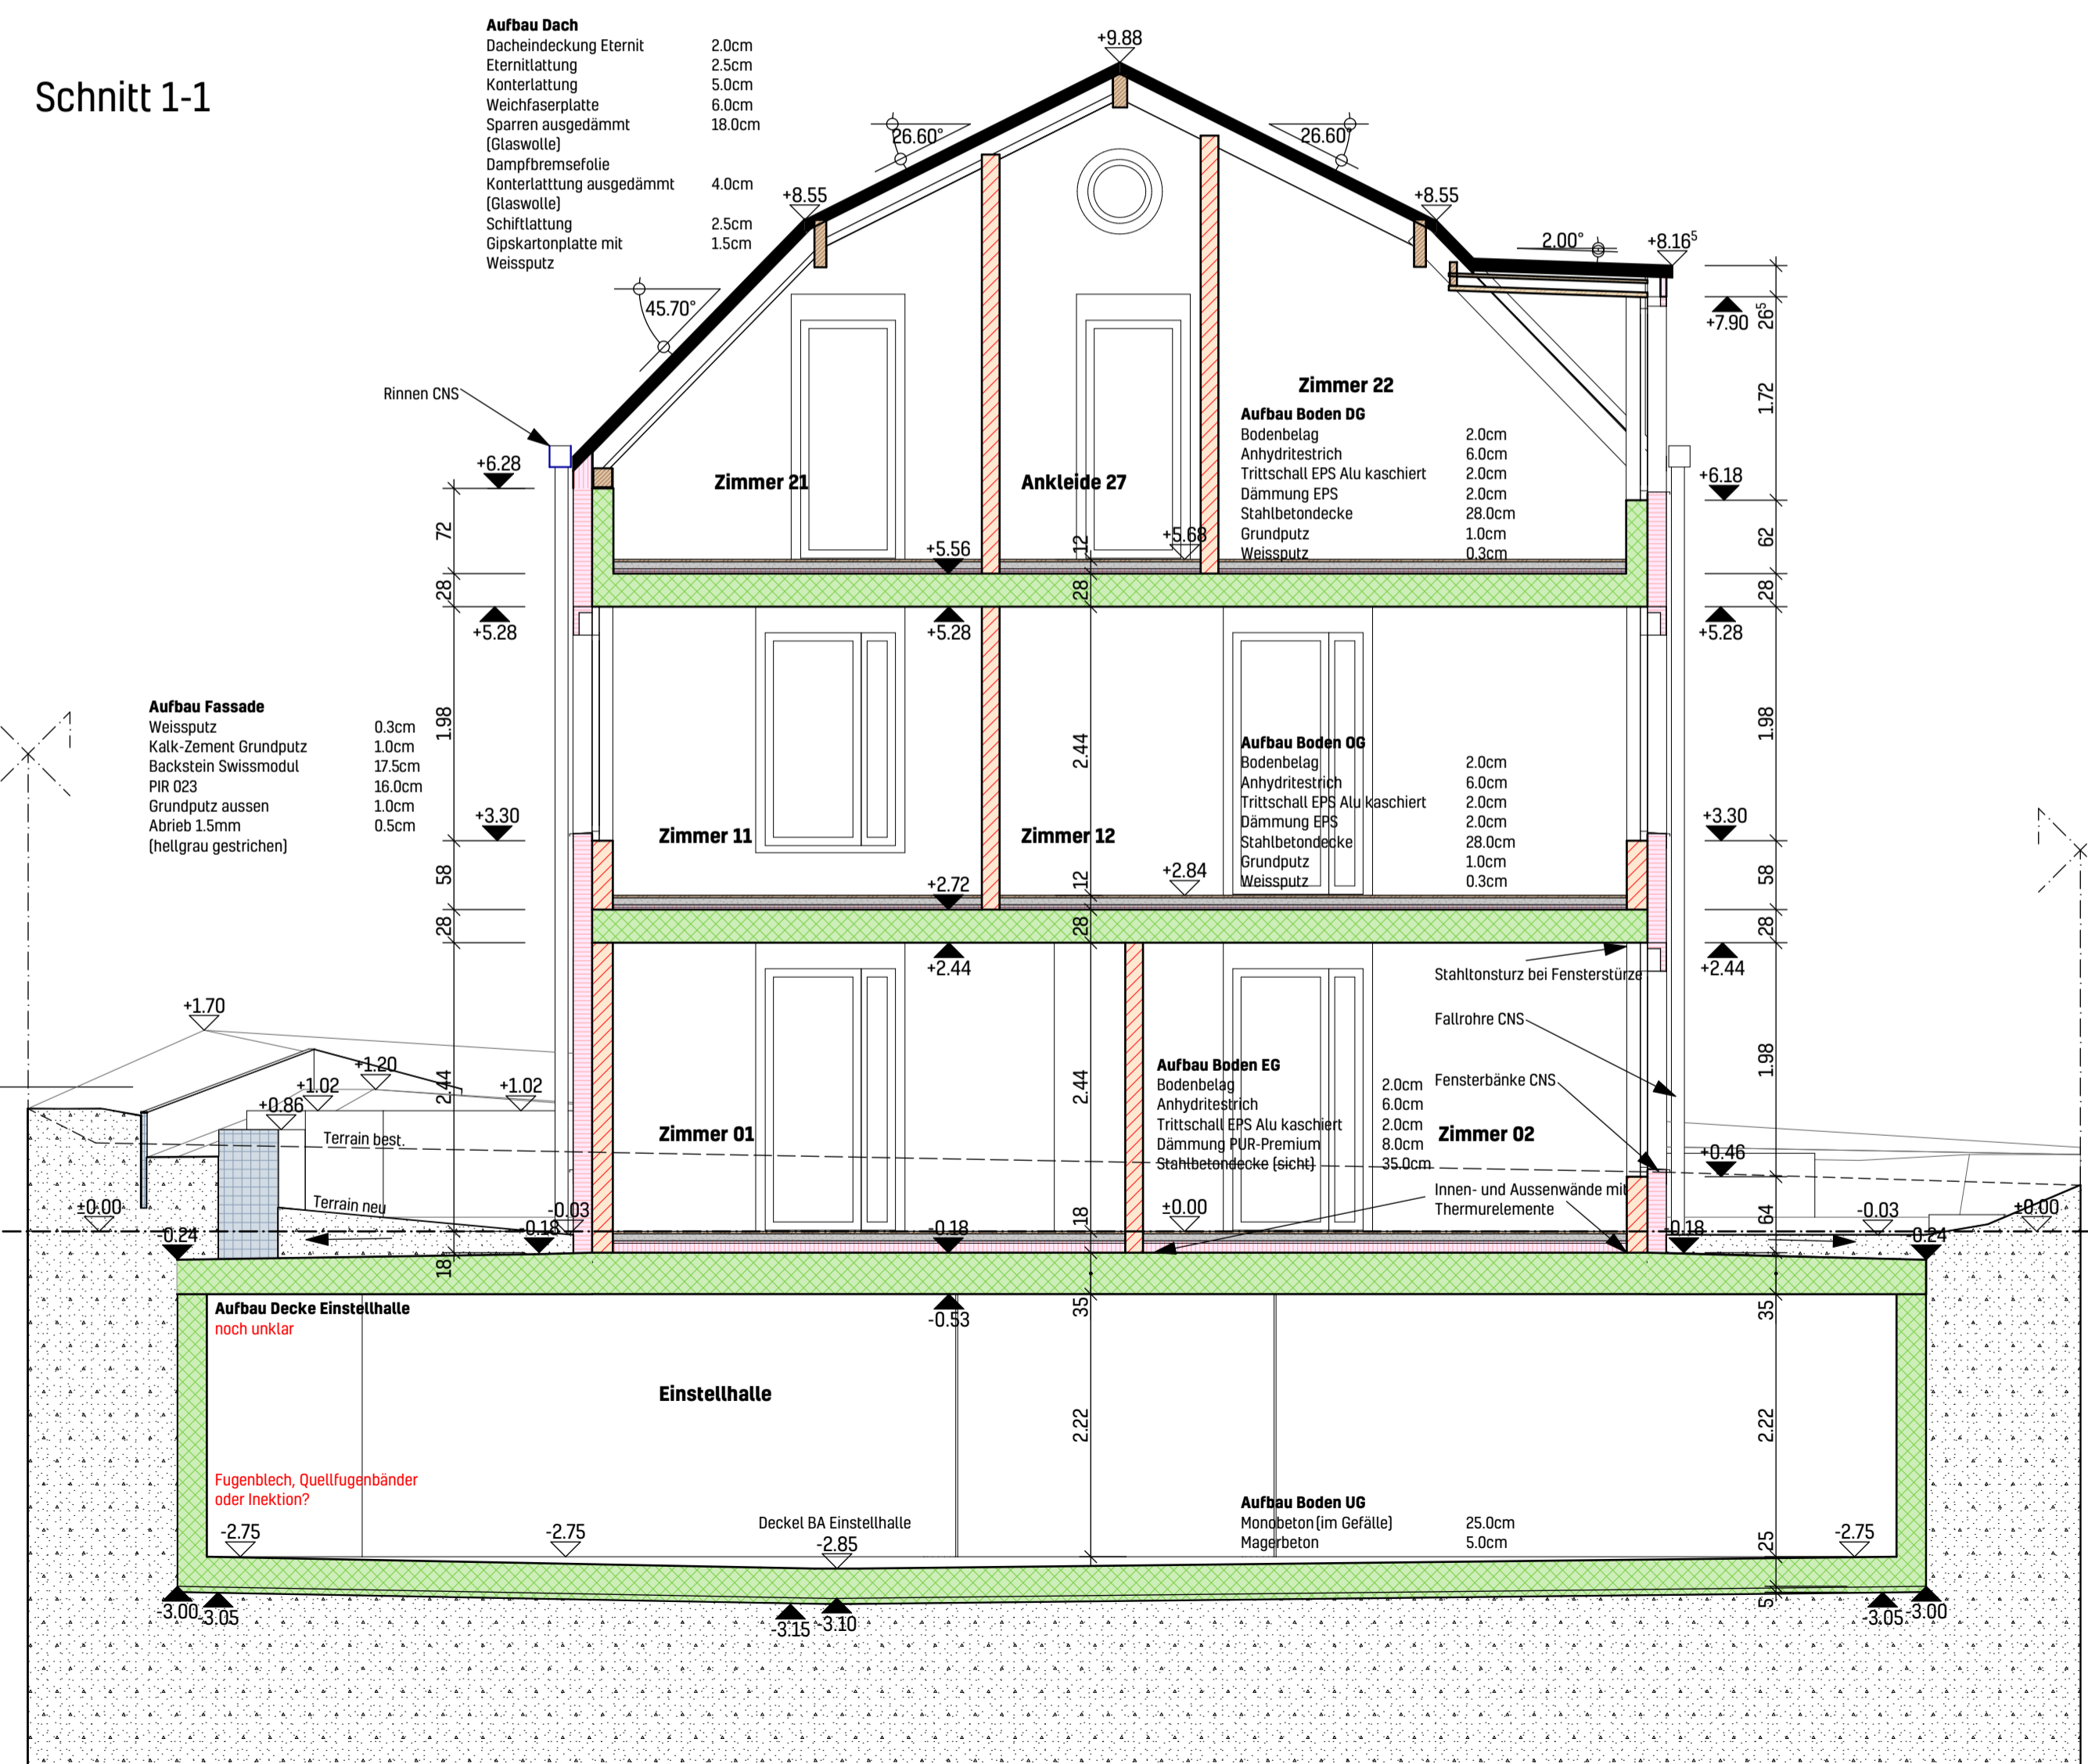 Schnitt 1-1
Aufbau Dach
Dacheindeckung Eternit 2.0cm
Eternitlattung 2.5cm
Konterlattung 5.0cm
Weichfaserplatte 6.0cm
Sparren ausgedämmt 18.0cm
(Glaswolle)
Dampfbremsefolie
Konterlatttung ausgedämmt 4.0cm
(Glaswolle)
Schiftlattung 2.5cm
Gipskartonplatte mit 1.5cm
Weissputz
+9.88
26.60°
26.60°
+8.55
+8.55
2.00°
+8.16⁵
45.70°
+7.90
26⁵
Rinnen CNS
1.72
Zimmer 22
Aufbau Boden DG
Bodenbelag 2.0cm
Anhydritestrich 6.0cm
Trittschall EPS Alu kaschiert 2.0cm
Dämmung EPS 2.0cm
Stahlbetondecke 28.0cm
Grundputz 1.0cm
Weissputz 0.3cm
+6.28
Zimmer 21
Ankleide 27
+6.18
72
+5.56
12
+5.68
62
28
28
28
+5.28
+5.28
+5.28
Aufbau Fassade
Weissputz 0.3cm
Kalk-Zement Grundputz 1.0cm
Backstein Swissmodul 17.5cm
PIR 023 16.0cm
Grundputz aussen 1.0cm
Abrieb 1.5mm 0.5cm
(hellgrau gestrichen)
1.98
2.44
1.98
Aufbau Boden OG
Bodenbelag 2.0cm
Anhydritestrich 6.0cm
Trittschall EPS Alu kaschiert 2.0cm
Dämmung EPS 2.0cm
Stahlbetondecke 28.0cm
Grundputz 1.0cm
Weissputz 0.3cm
+3.30
Zimmer 11
Zimmer 12
+3.30
58
+2.72
12
+2.84
58
28
28
28
+2.44
+2.44
Stahltonsturz bei Fensterstürze
Fallrohre CNS
Fensterbänke CNS
+1.70
+1.20
+1.02
+1.02
+0.86
2.44
2.44
1.98
Aufbau Boden EG
Bodenbelag 2.0cm
Anhydritestrich 6.0cm
Trittschall EPS Alu kaschiert 2.0cm
Dämmung PUR-Premium 8.0cm
Stahlbetondecke (sicht) 35.0cm
Terrain best.
Zimmer 01
Zimmer 02
+0.46
Innen- und Aussenwände mit
Thermurelemente
Terrain neu
±0.00
-0.24
-0.03
-0.18
-0.18
18
±0.00
64
-0.18
-0.03
±0.00
-0.24
18
Aufbau Decke Einstellhalle
noch unklar
-0.53
35
35
Einstellhalle
2.22
2.22
Fugenblech, Quellfugenbänder
oder Inektion?
Aufbau Boden UG
Monobeton (im Gefälle) 25.0cm
Magerbeton 5.0cm
Deckel BA Einstellhalle
-2.75
-2.75
-2.85
25
-2.75
-3.00
-3.05
-3.15
-3.10
5
-3.05
-3.00